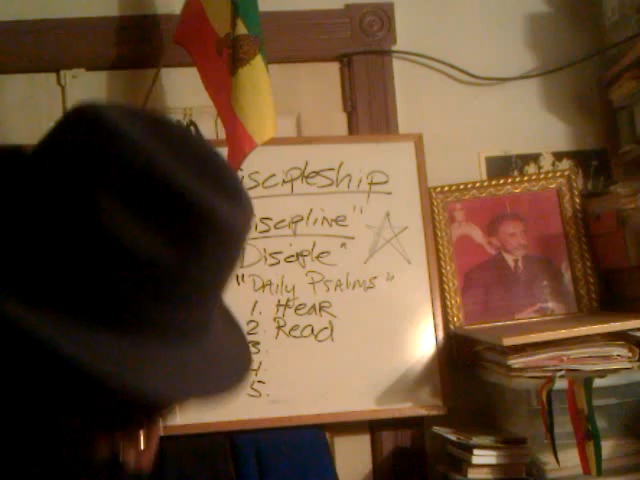 iscipleship
iscipline"
Disciple"
"Daily Psalms"
1. Hear
2. Read
3.
4.
5.